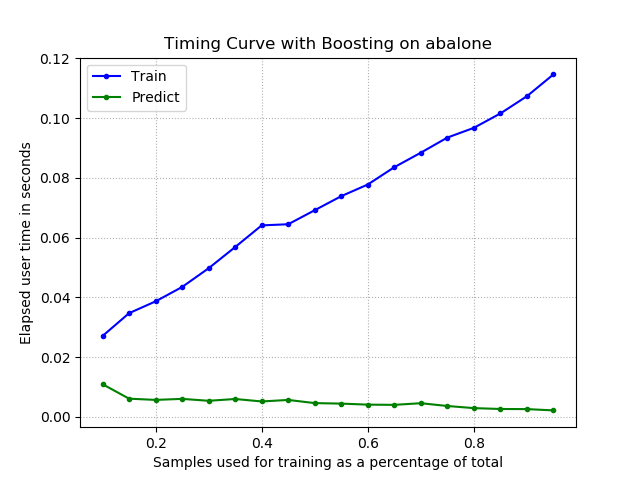 Timing Curve with Boosting on abalone
Train
Predict
0.12
0.10
0.08
0.06
0.04
0.02
0.00
Elapsed user time in seconds
0.2 0.4 0.6 0.8
Samples used for training as a percentage of total